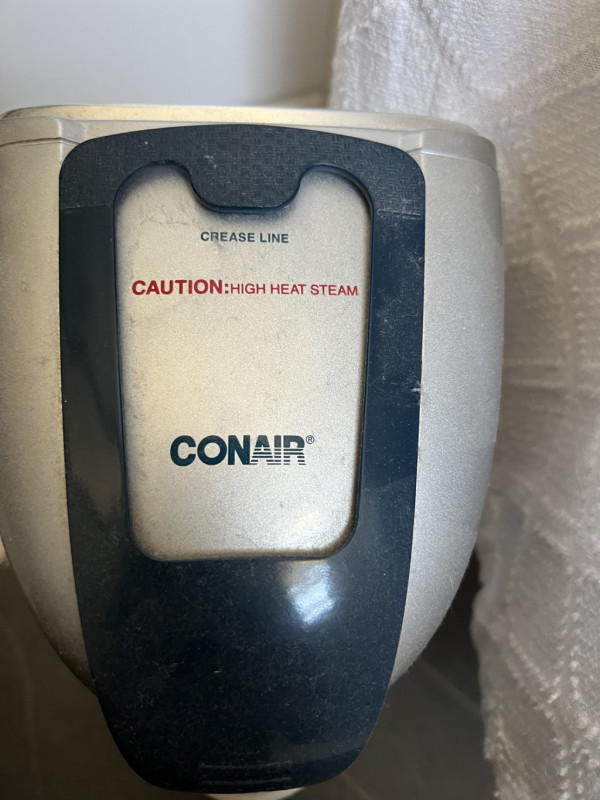 CREASE LINE
CAUTION: HIGH HEAT STEAM
CONAIR®